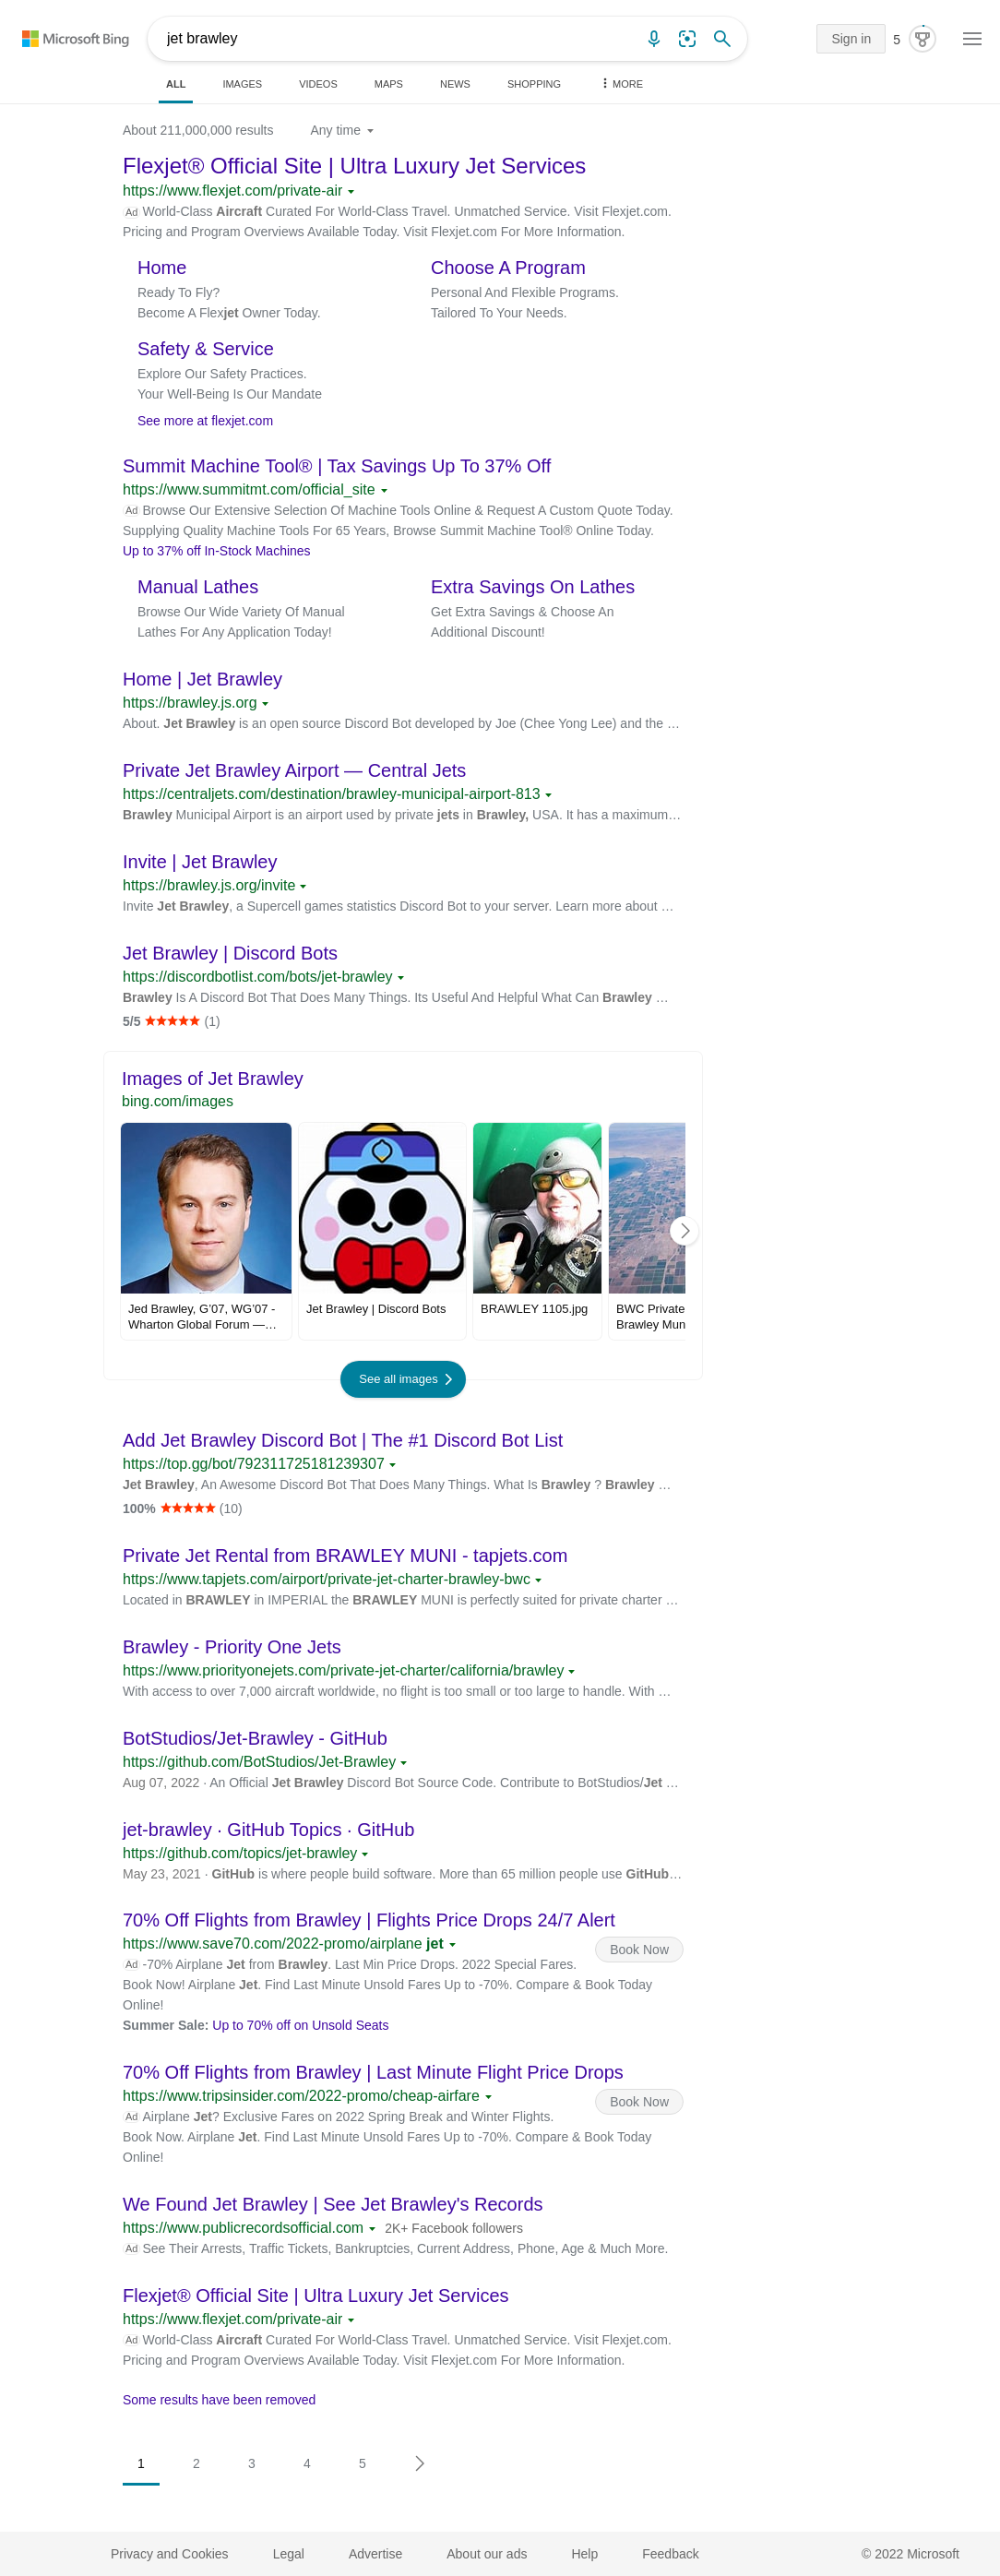 Microsoft Bing
jet brawley
Sign in
5
ALL
IMAGES
VIDEOS
MAPS
NEWS
SHOPPING
MORE
About 211,000,000 results
Any time
Flexjet® Official Site | Ultra Luxury Jet Services
https://www.flexjet.com/private-air
Ad World-Class Aircraft Curated For World-Class Travel. Unmatched Service. Visit Flexjet.com.
Pricing and Program Overviews Available Today. Visit Flexjet.com For More Information.
Home
Ready To Fly?
Become A Flexjet Owner Today.
Choose A Program
Personal And Flexible Programs.
Tailored To Your Needs.
Safety & Service
Explore Our Safety Practices.
Your Well-Being Is Our Mandate
See more at flexjet.com
Summit Machine Tool® | Tax Savings Up To 37% Off
https://www.summitmt.com/official_site
Ad Browse Our Extensive Selection Of Machine Tools Online & Request A Custom Quote Today.
Supplying Quality Machine Tools For 65 Years, Browse Summit Machine Tool® Online Today.
Up to 37% off In-Stock Machines
Manual Lathes
Browse Our Wide Variety Of Manual
Lathes For Any Application Today!
Extra Savings On Lathes
Get Extra Savings & Choose An
Additional Discount!
Home | Jet Brawley
https://brawley.js.org
About. Jet Brawley is an open source Discord Bot developed by Joe (Chee Yong Lee) and the …
Private Jet Brawley Airport — Central Jets
https://centraljets.com/destination/brawley-municipal-airport-813
Brawley Municipal Airport is an airport used by private jets in Brawley, USA. It has a maximum…
Invite | Jet Brawley
https://brawley.js.org/invite
Invite Jet Brawley, a Supercell games statistics Discord Bot to your server. Learn more about …
Jet Brawley | Discord Bots
https://discordbotlist.com/bots/jet-brawley
Brawley Is A Discord Bot That Does Many Things. Its Useful And Helpful What Can Brawley …
5/5 ★★★★★ (1)
Images of Jet Brawley
bing.com/images
Jed Brawley, G'07, WG'07 -
Wharton Global Forum —…
Jet Brawley | Discord Bots
BRAWLEY 1105.jpg
BWC Private
Brawley Mun
See all images
Add Jet Brawley Discord Bot | The #1 Discord Bot List
https://top.gg/bot/792311725181239307
Jet Brawley, An Awesome Discord Bot That Does Many Things. What Is Brawley ? Brawley …
100% ★★★★★ (10)
Private Jet Rental from BRAWLEY MUNI - tapjets.com
https://www.tapjets.com/airport/private-jet-charter-brawley-bwc
Located in BRAWLEY in IMPERIAL the BRAWLEY MUNI is perfectly suited for private charter …
Brawley - Priority One Jets
https://www.priorityonejets.com/private-jet-charter/california/brawley
With access to over 7,000 aircraft worldwide, no flight is too small or too large to handle. With …
BotStudios/Jet-Brawley - GitHub
https://github.com/BotStudios/Jet-Brawley
Aug 07, 2022 · An Official Jet Brawley Discord Bot Source Code. Contribute to BotStudios/Jet …
jet-brawley · GitHub Topics · GitHub
https://github.com/topics/jet-brawley
May 23, 2021 · GitHub is where people build software. More than 65 million people use GitHub…
70% Off Flights from Brawley | Flights Price Drops 24/7 Alert
https://www.save70.com/2022-promo/airplane jet
Book Now
Ad -70% Airplane Jet from Brawley. Last Min Price Drops. 2022 Special Fares.
Book Now! Airplane Jet. Find Last Minute Unsold Fares Up to -70%. Compare & Book Today
Online!
Summer Sale: Up to 70% off on Unsold Seats
70% Off Flights from Brawley | Last Minute Flight Price Drops
https://www.tripsinsider.com/2022-promo/cheap-airfare
Book Now
Ad Airplane Jet? Exclusive Fares on 2022 Spring Break and Winter Flights.
Book Now. Airplane Jet. Find Last Minute Unsold Fares Up to -70%. Compare & Book Today
Online!
We Found Jet Brawley | See Jet Brawley's Records
https://www.publicrecordsofficial.com 2K+ Facebook followers
Ad See Their Arrests, Traffic Tickets, Bankruptcies, Current Address, Phone, Age & Much More.
Flexjet® Official Site | Ultra Luxury Jet Services
https://www.flexjet.com/private-air
Ad World-Class Aircraft Curated For World-Class Travel. Unmatched Service. Visit Flexjet.com.
Pricing and Program Overviews Available Today. Visit Flexjet.com For More Information.
Some results have been removed
1 2 3 4 5
Privacy and Cookies
Legal
Advertise
About our ads
Help
Feedback
© 2022 Microsoft